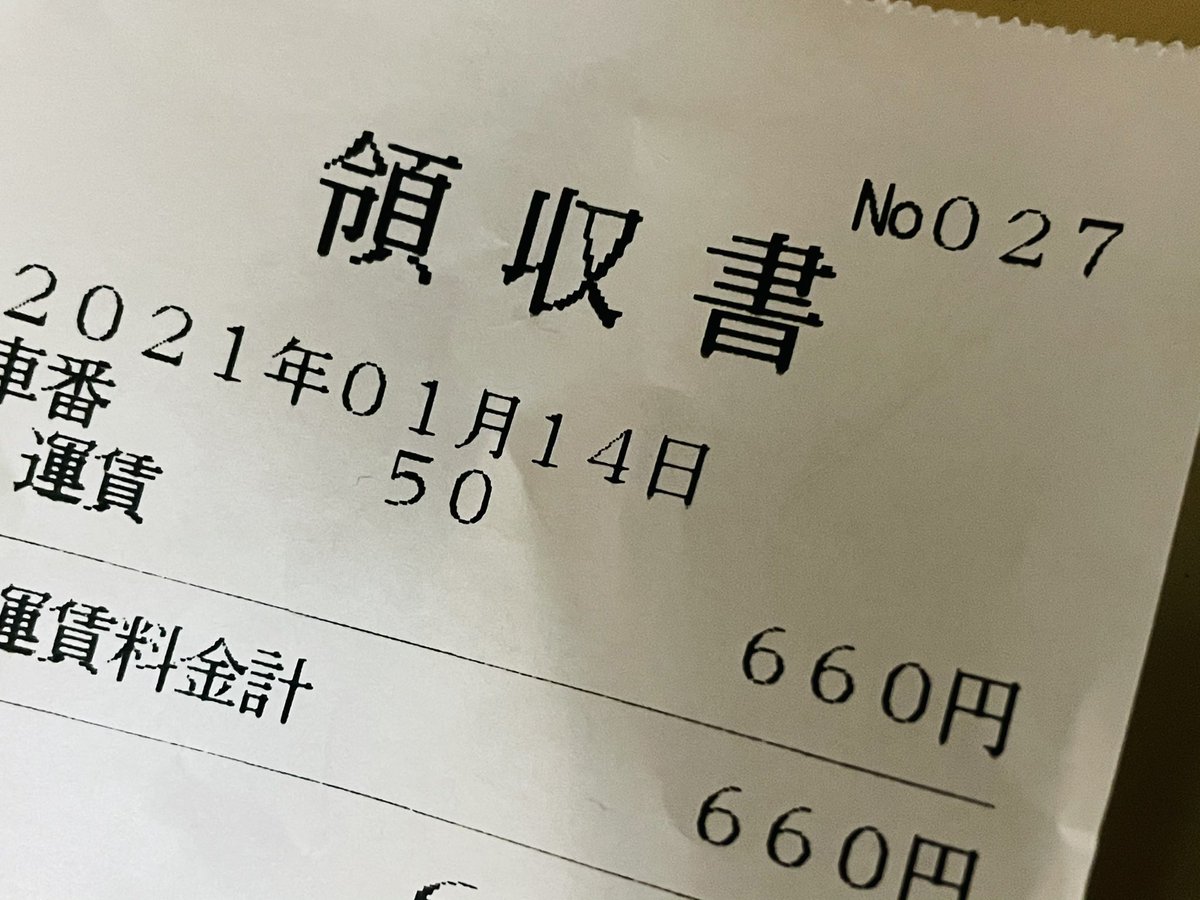 領収書 No027
2021年01月14日
車番 50
運賃 660円
運賃料金計 660円